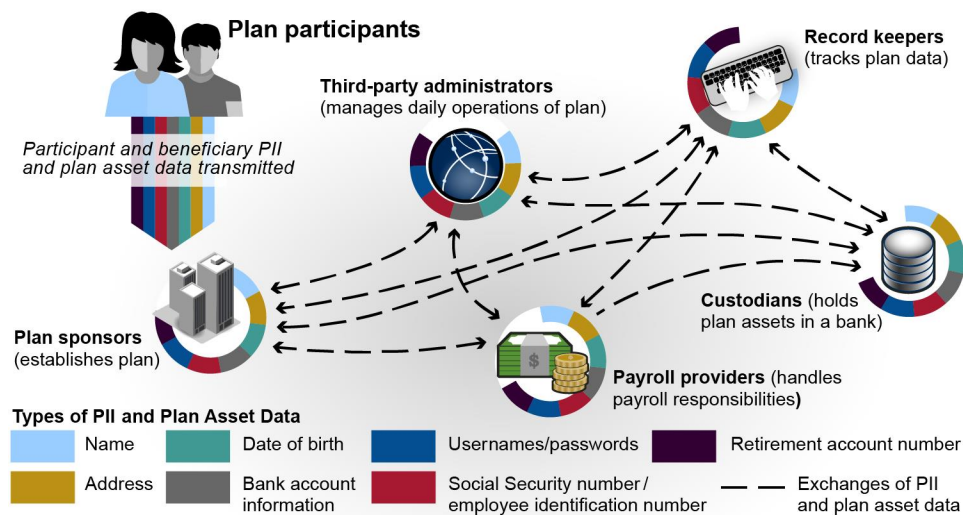 Plan participants
Participant and beneficiary PII
and plan asset data transmitted
Third-party administrators
(manages daily operations of plan)
Record keepers
(tracks plan data)
Plan sponsors
(establishes plan)
$
Payroll providers (handles
payroll responsibilities)
Custodians (holds
plan assets in a bank)
Types of PII and Plan Asset Data
Name
Date of birth
Usernames/passwords
Retirement account number
Address
Bank account
information
Social Security number /
employee identification number
Exchanges of PII
and plan asset data